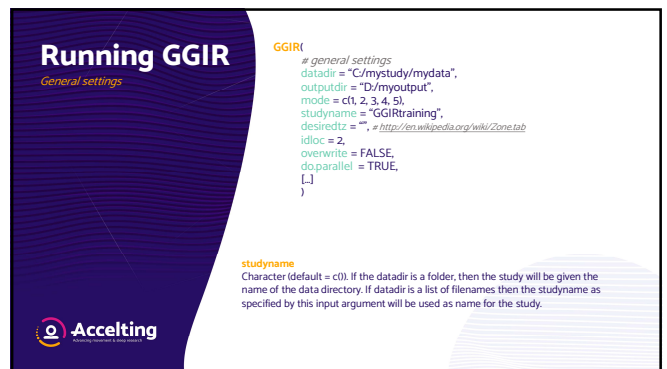 Running GGIR
General settings
GGIR(
# general settings
datadir = “C:/mystudy/mydata”,
outputdir = “D:/myoutput”,
mode = c(1, 2, 3, 4, 5),
studyname = “GGIRtraining”,
desiredtz = “”, # http://en.wikipedia.org/wiki/Zone.tab
idloc = 2,
overwrite = FALSE,
do.parallel = TRUE,
[…]
)
studyname
Character (default = c()). If the datadir is a folder, then the study will be given the
name of the data directory. If datadir is a list of filenames then the studyname as
specified by this input argument will be used as name for the study.
Accelting
Advancing movement & sleep research